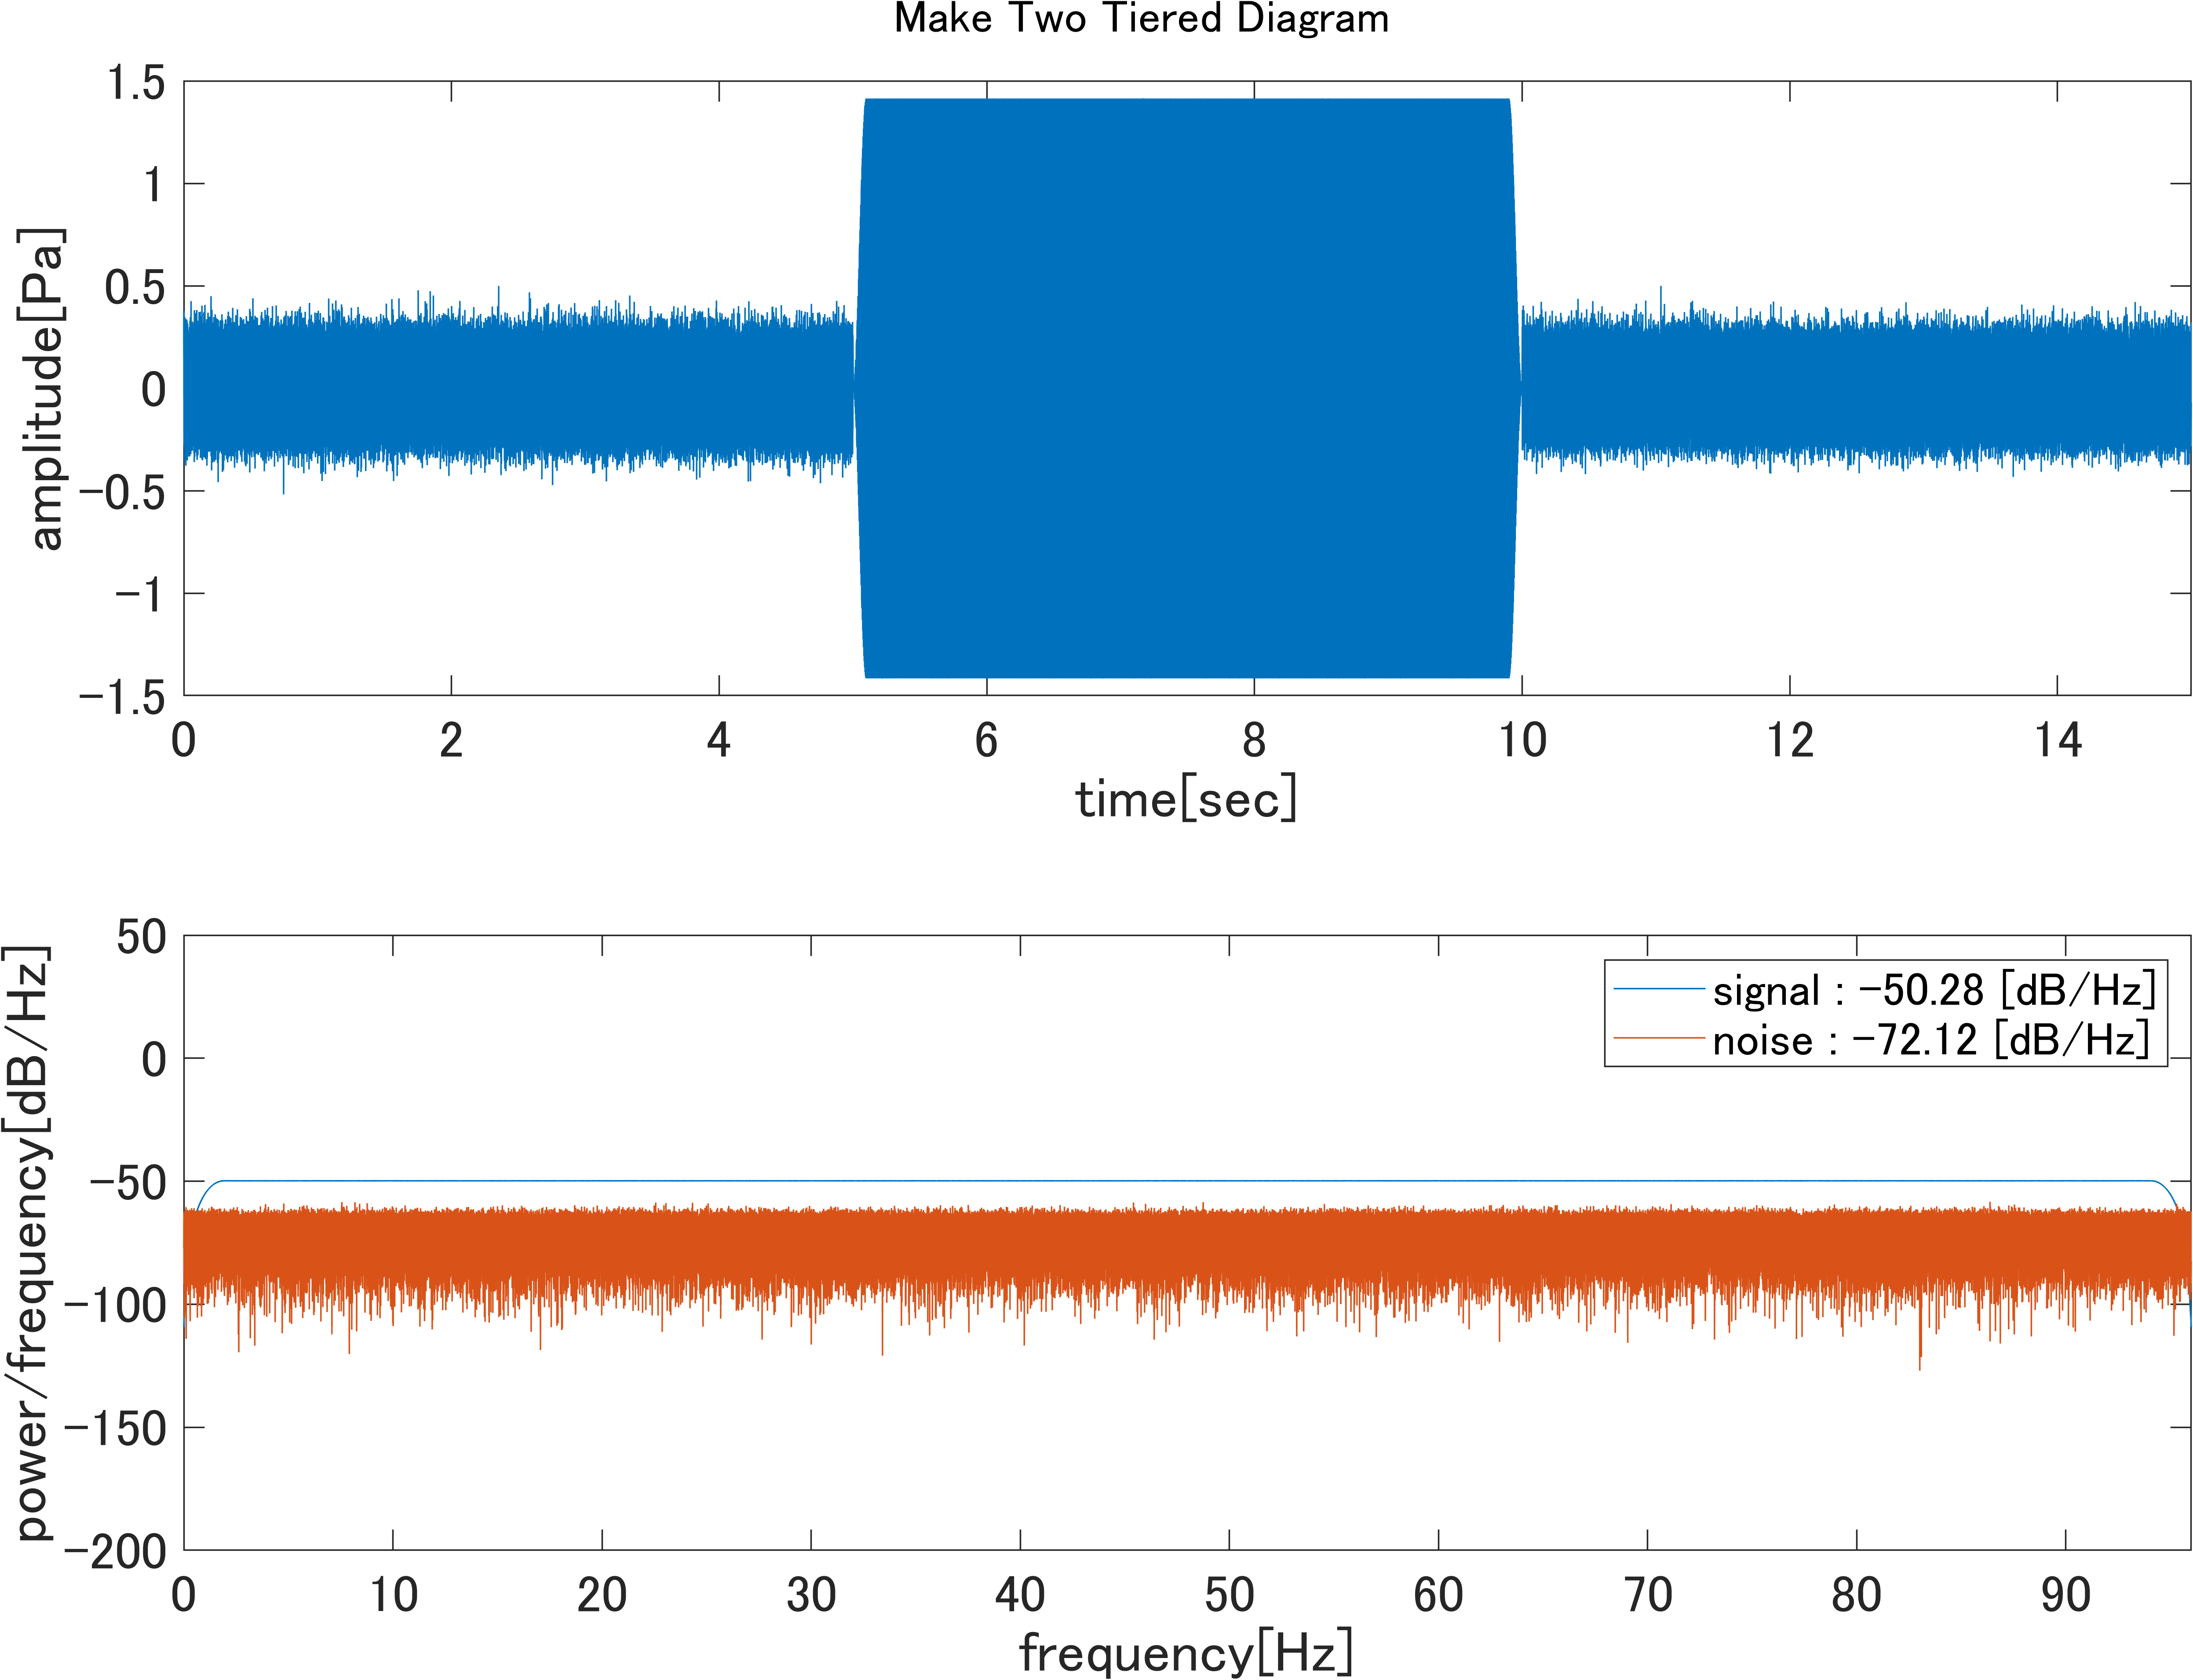 Make Two Tiered Diagram
1.5
1
0.5
0
−0.5
−1
−1.5
amplitude[Pa]
0 2 4 6 8 10 12 14
time[sec]
50
0
−50
−100
−150
−200
power/frequency[dB/Hz]
signal : −50.28 [dB/Hz]
noise : −72.12 [dB/Hz]
0 10 20 30 40 50 60 70 80 90
frequency[Hz]